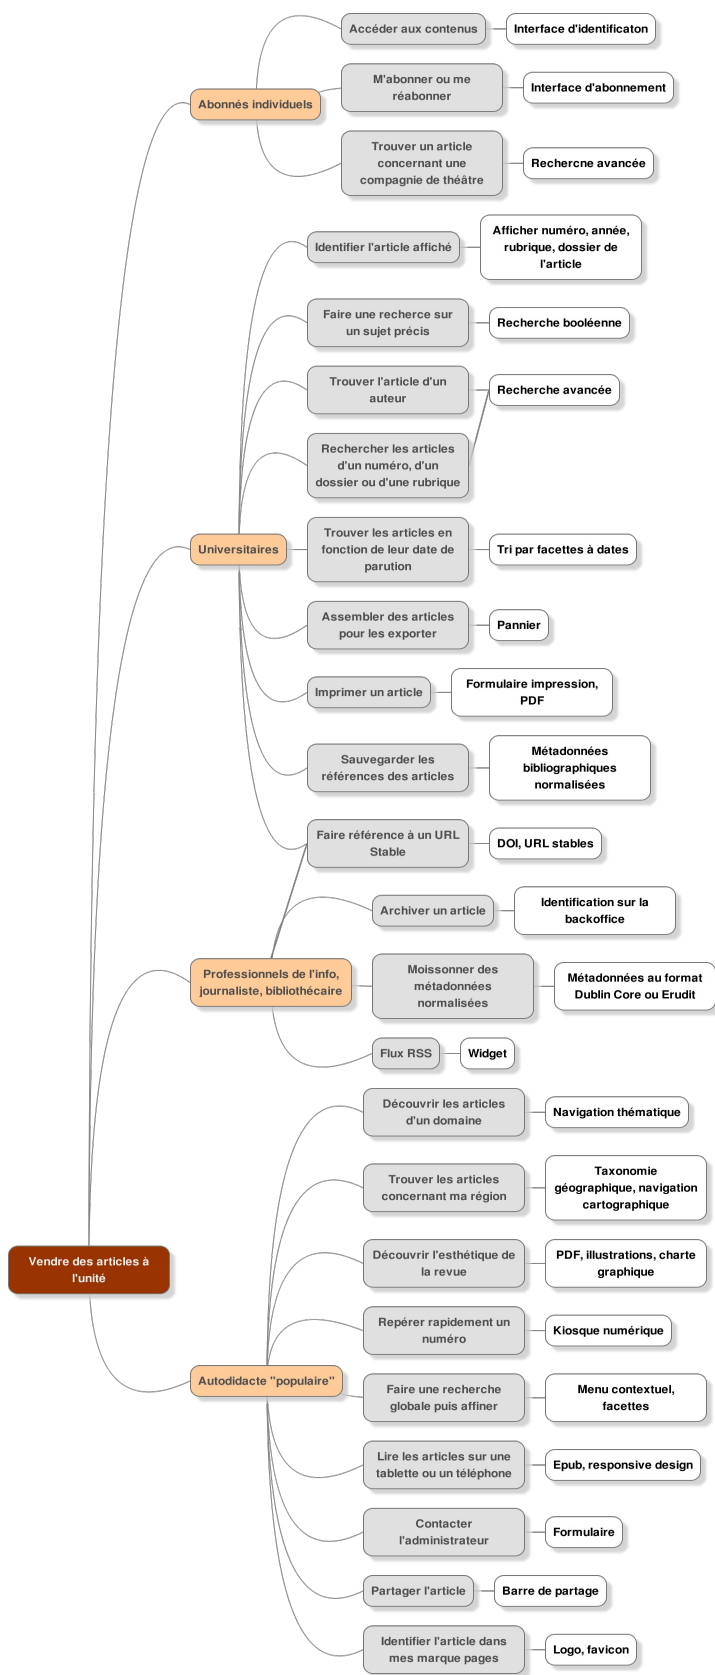 Accéder aux contenus
Interface d'identificaton
Abonnés individuels
M'abonner ou me
réabonner
Interface d'abonnement
Trouver un article
concernant une
compagnie de théâtre
Rechercne avancée
Identifier l'article affiché
Afficher numéro, année,
rubrique, dossier de
l'article
Faire une recherce sur
un sujet précis
Recherche booléenne
Trouver l'article d'un
auteur
Recherche avancée
Rechercher les articles
d'un numéro, d'un
dossier ou d'une rubrique
Universitaires
Trouver les articles en
fonction de leur date de
parution
Tri par facettes à dates
Assembler des articles
pour les exporter
Pannier
Imprimer un article
Formulaire impression,
PDF
Sauvegarder les
références des articles
Métadonnées
bibliographiques
normalisées
Faire référence à un URL
Stable
DOI, URL stables
Archiver un article
Identification sur la
backoffice
Professionnels de l'info,
journaliste, bibliothécaire
Moissonner des
métadonnées
normalisées
Métadonnées au format
Dublin Core ou Erudit
Flux RSS
Widget
Découvrir les articles
d'un domaine
Navigation thématique
Trouver les articles
concernant ma région
Taxonomie
géographique, navigation
cartographique
Vendre des articles à
l'unité
Découvrir l'esthétique de
la revue
PDF, illustrations, charte
graphique
Repérer rapidement un
numéro
Kiosque numérique
Autodidacte "populaire"
Faire une recherche
globale puis affiner
Menu contextuel,
facettes
Lire les articles sur une
tablette ou un téléphone
Epub, responsive design
Contacter
l'administrateur
Formulaire
Partager l'article
Barre de partage
Identifier l'article dans
mes marque pages
Logo, favicon